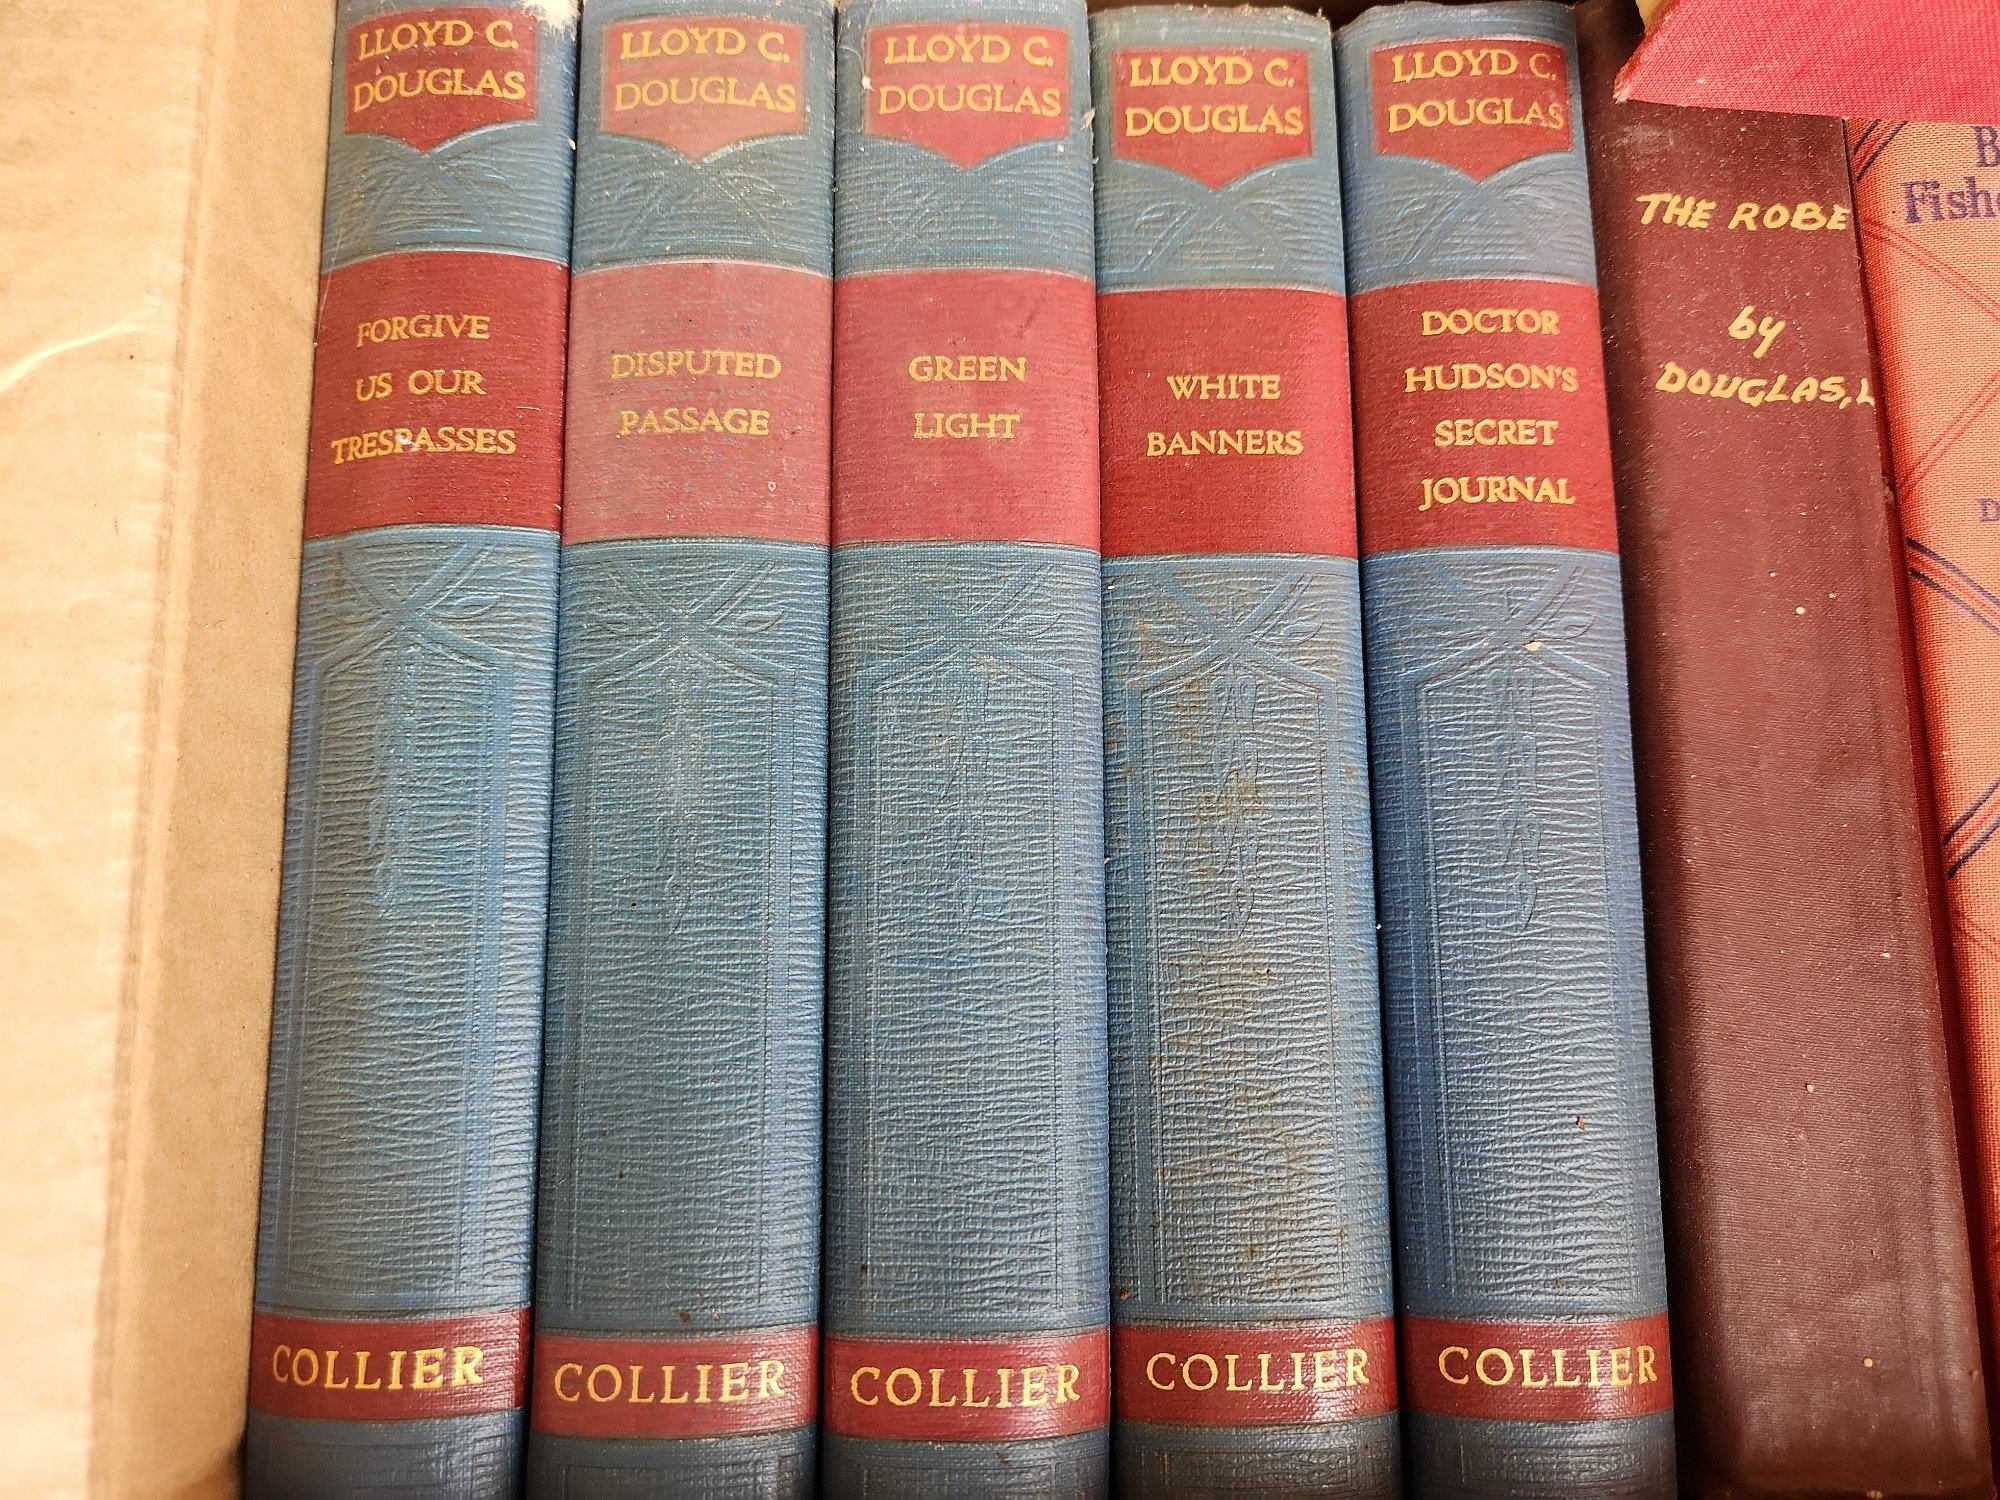 LLOYD C.
DOUGLAS
FORGIVE
US OUR
TRESPASSES
COLLIER
LLOYD C.
DOUGLAS
DISPUTED
PASSAGE
COLLIER
LLOYD C.
DOUGLAS
GREEN
LIGHT
COLLIER
LLOYD C.
DOUGLAS
WHITE
BANNERS
COLLIER
LLOYD C.
DOUGLAS
DOCTOR
HUDSON'S
SECRET
JOURNAL
COLLIER
THE ROBE
by
DOUGLAS, L